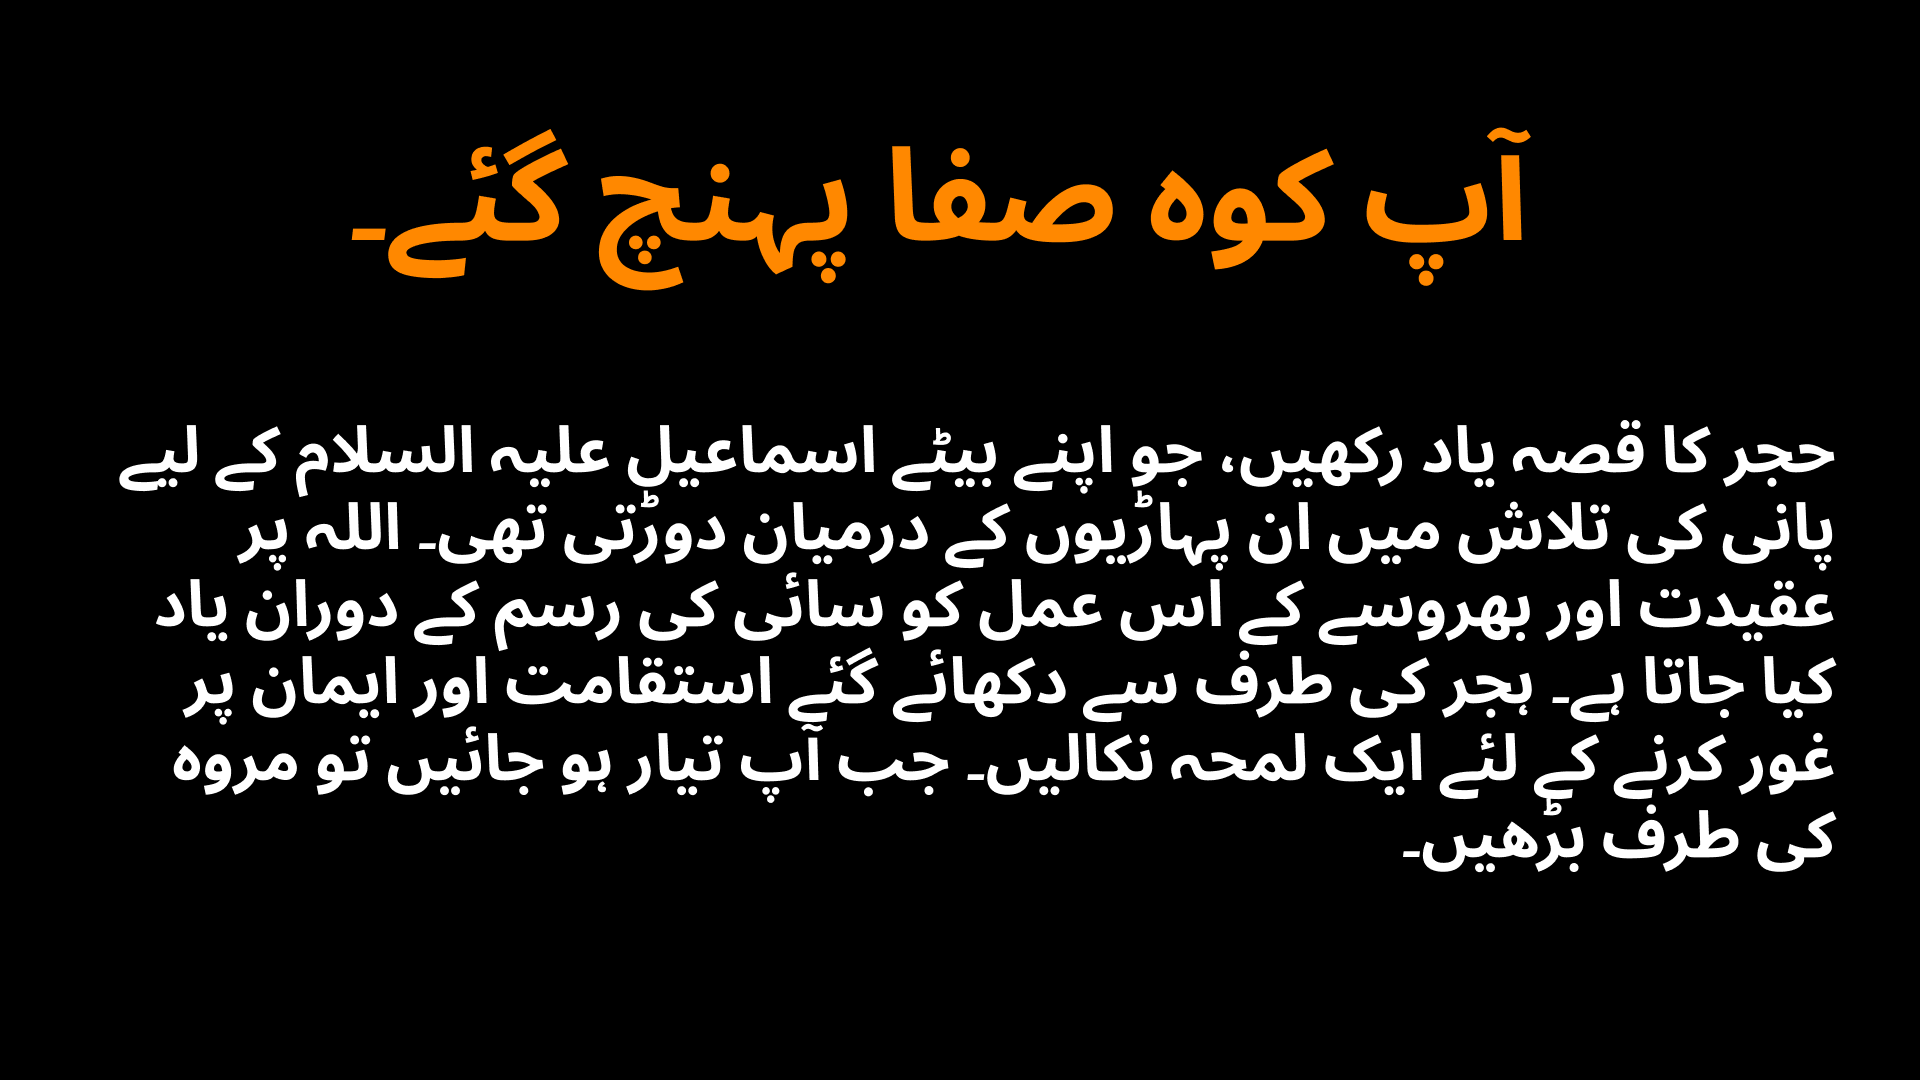 آپ کوہ صفا پہنچ گئے۔
حجر کا قصہ یاد رکھیں، جو اپنے بیٹے اسماعیل علیہ السلام کے لیے
پانی کی تلاش میں ان پہاڑیوں کے درمیان دوڑتی تھی۔ اللہ پر
عقیدت اور بھروسے کے اس عمل کو سائی کی رسم کے دوران یاد
کیا جاتا ہے۔ ہجر کی طرف سے دکھائے گئے استقامت اور ایمان پر
غور کرنے کے لئے ایک لمحہ نکالیں۔ جب آپ تیار ہو جائیں تو مروہ
کی طرف بڑھیں۔